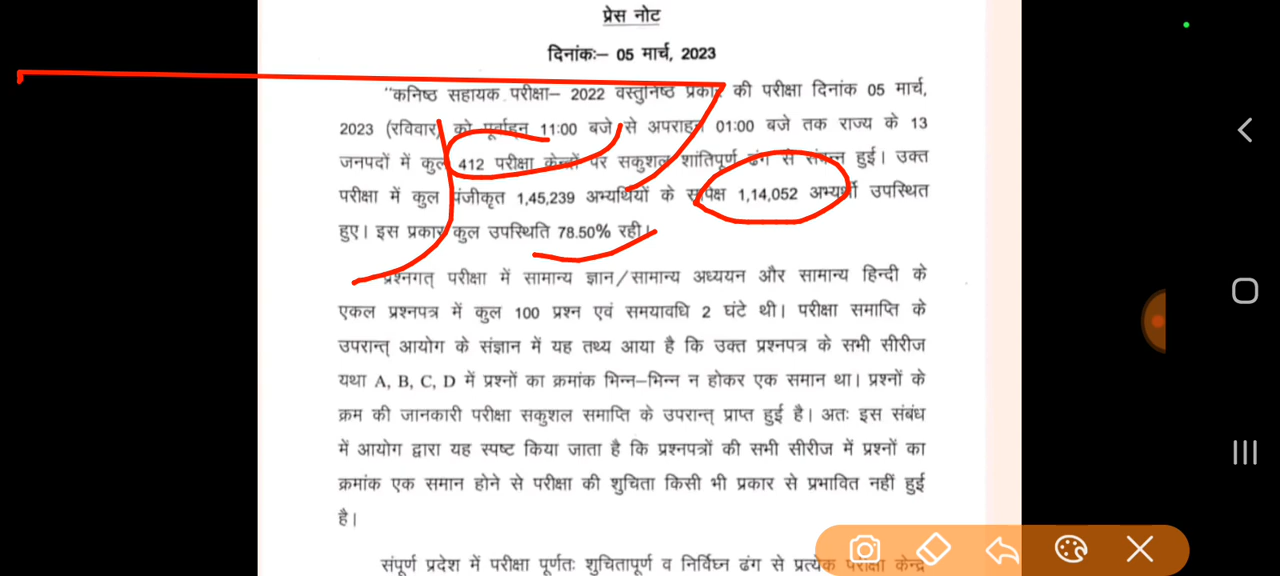 प्रेस नोट
दिनांकः– 05 मार्च, 2023
"कनिष्ठ सहायक परीक्षा– 2022 वस्तुनिष्ठ प्रकार की परीक्षा दिनांक 05 मार्च,
2023 (रविवार) को पूर्वाहन 11:00 बजे से अपराहन 01:00 बजे तक राज्य के 13
जनपदों में कुल 412 परीक्षा केन्द्रों पर सकुशल शांतिपूर्ण ढंग से संपन्न हुई। उक्त
परीक्षा में कुल पंजीकृत 1,45,239 अभ्यर्थियों के सापेक्ष 1,14,052 अभ्यर्थी उपस्थित
हुए। इस प्रकार कुल उपस्थिति 78.50% रही।
प्रश्नगत् परीक्षा में सामान्य ज्ञान/सामान्य अध्ययन और सामान्य हिन्दी के
एकल प्रश्नपत्र में कुल 100 प्रश्न एवं समयावधि 2 घंटे थी। परीक्षा समाप्ति के
उपरान्त् आयोग के संज्ञान में यह तथ्य आया है कि उक्त प्रश्नपत्र के सभी सीरीज
यथा A, B, C, D में प्रश्नों का क्रमांक भिन्न–भिन्न न होकर एक समान था। प्रश्नों के
क्रम की जानकारी परीक्षा सकुशल समाप्ति के उपरान्त् प्राप्त हुई है। अतः इस संबंध
में आयोग द्वारा यह स्पष्ट किया जाता है कि प्रश्नपत्रों की सभी सीरीज में प्रश्नों का
क्रमांक एक समान होने से परीक्षा की शुचिता किसी भी प्रकार से प्रभावित नहीं हुई
है।
संपूर्ण प्रदेश में परीक्षा पूर्णतः शुचितापूर्ण व निर्विघ्न ढंग से प्रत्येक परीक्षा केन्द्र